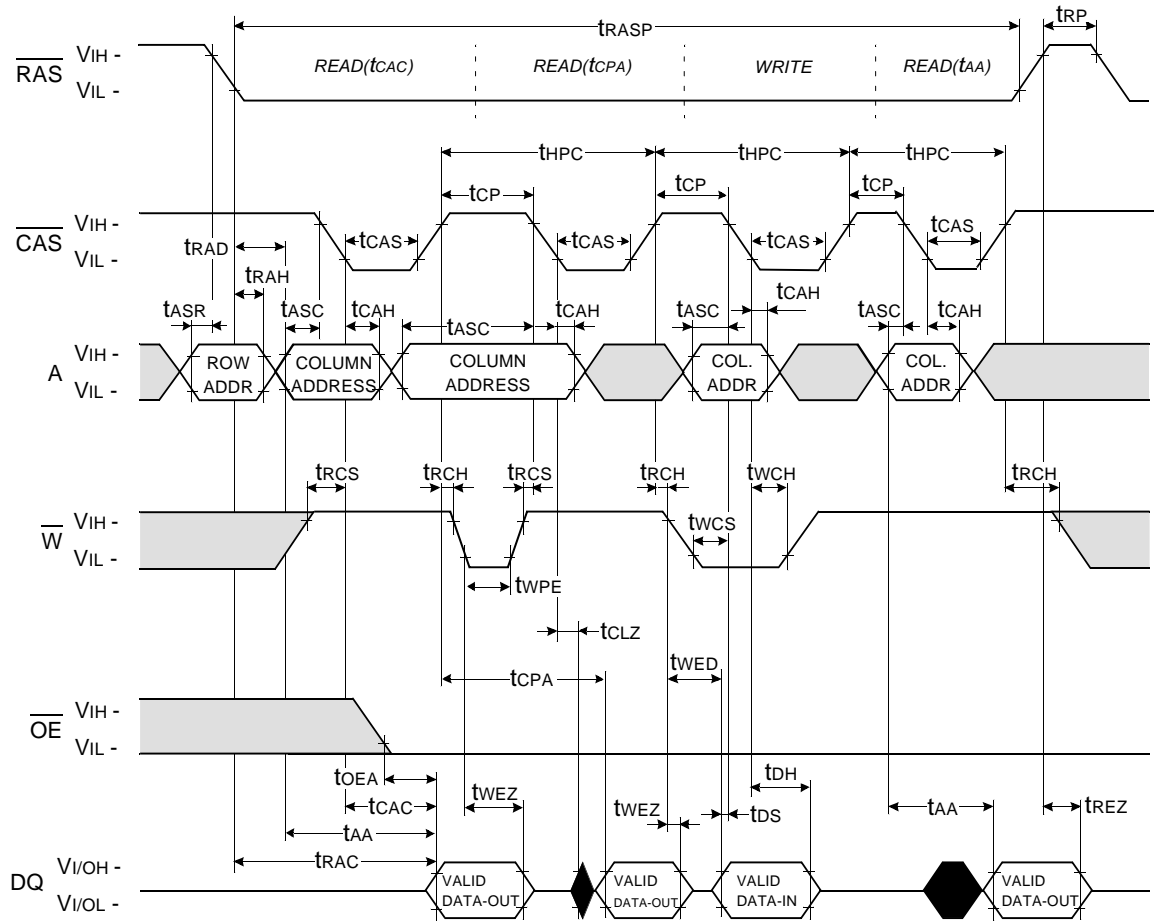 tRASP
tRP
RAS
VIH -
VIL -
READ(tCAC)
READ(tCPA)
WRITE
READ(tAA)
tHPC
tHPC
tHPC
tCP
tCP
tCP
CAS
VIH -
VIL -
tCAS
tCAS
tCAS
tCAS
tRAD
tRAH
tASR
tASC
tCAH
tASC
tCAH
tASC
tCAH
tASC
tCAH
A
VIH -
VIL -
ROW
ADDR
COLUMN
ADDRESS
COLUMN
ADDRESS
COL.
ADDR
COL.
ADDR
tRCS
tRCH
tRCS
tRCH
tWCH
tRCH
W
VIH -
VIL -
tWCS
tWPE
tCLZ
tCPA
tWED
OE
VIH -
VIL -
tOEA
tCAC
tAA
tRAC
tWEZ
tWEZ
tDH
tDS
tAA
tREZ
DQ
VI/OH -
VI/OL -
VALID
DATA-OUT
VALID
DATA-OUT
VALID
DATA-IN
VALID
DATA-OUT